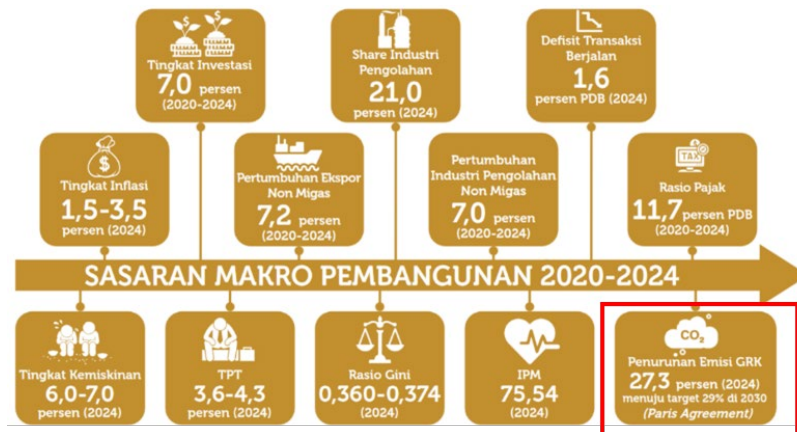 Tingkat Investasi
7,0 persen
(2020-2024)
Share Industri
Pengolahan
21,0
persen (2024)
Defisit Transaksi
Berjalan
1,6
persen PDB (2024)
$
Tingkat Inflasi
1,5-3,5
persen (2024)
Pertumbuhan Ekspor
Non Migas
7,2 persen
(2020-2024)
Pertumbuhan
Industri Pengolahan
Non Migas
7,0 persen
(2020-2024)
TAX
Rasio Pajak
11,7 persen PDB
(2020-2024)
SASARAN MAKRO PEMBANGUNAN 2020-2024
Tingkat Kemiskinan
6,0-7,0
persen (2024)
TPT
3,6-4,3
persen (2024)
Rasio Gini
0,360-0,374
(2024)
IPM
75,54
(2024)
CO₂
Penurunan Emisi GRK
27,3 persen (2024)
menuju target 29% di 2030
(Paris Agreement)